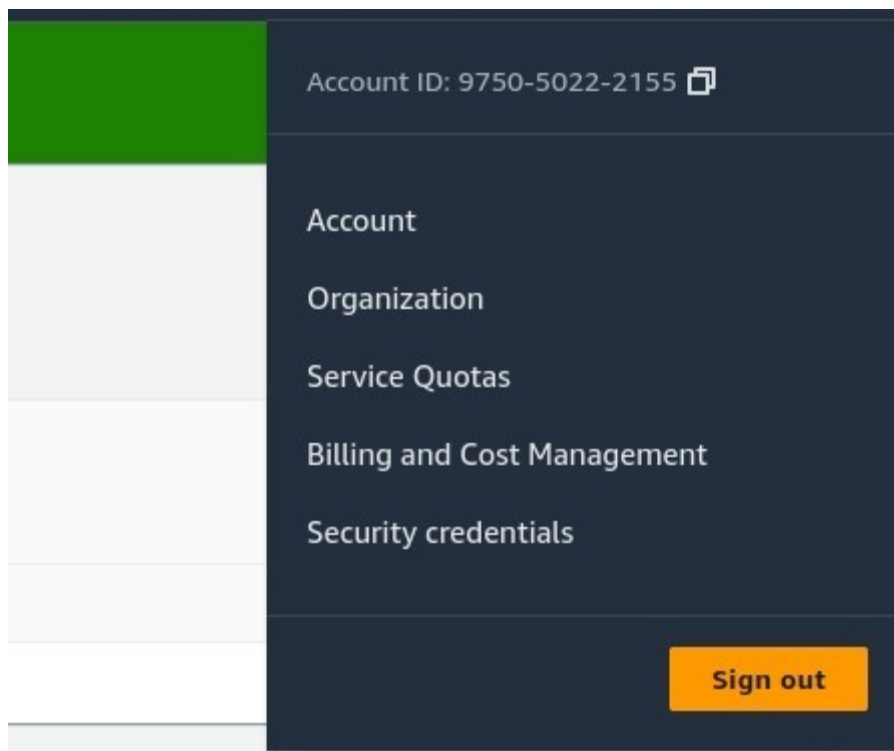 Account ID: 9750-5022-2155
Account
Organization
Service Quotas
Billing and Cost Management
Security credentials
Sign out